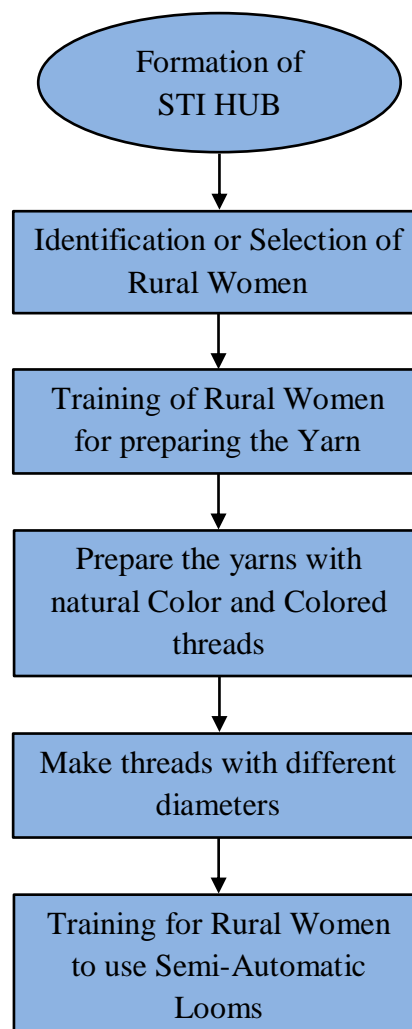 Formation of
STI HUB
Identification or Selection of
Rural Women
Training of Rural Women
for preparing the Yarn
Prepare the yarns with
natural Color and Colored
threads
Make threads with different
diameters
Training for Rural Women
to use Semi-Automatic
Looms